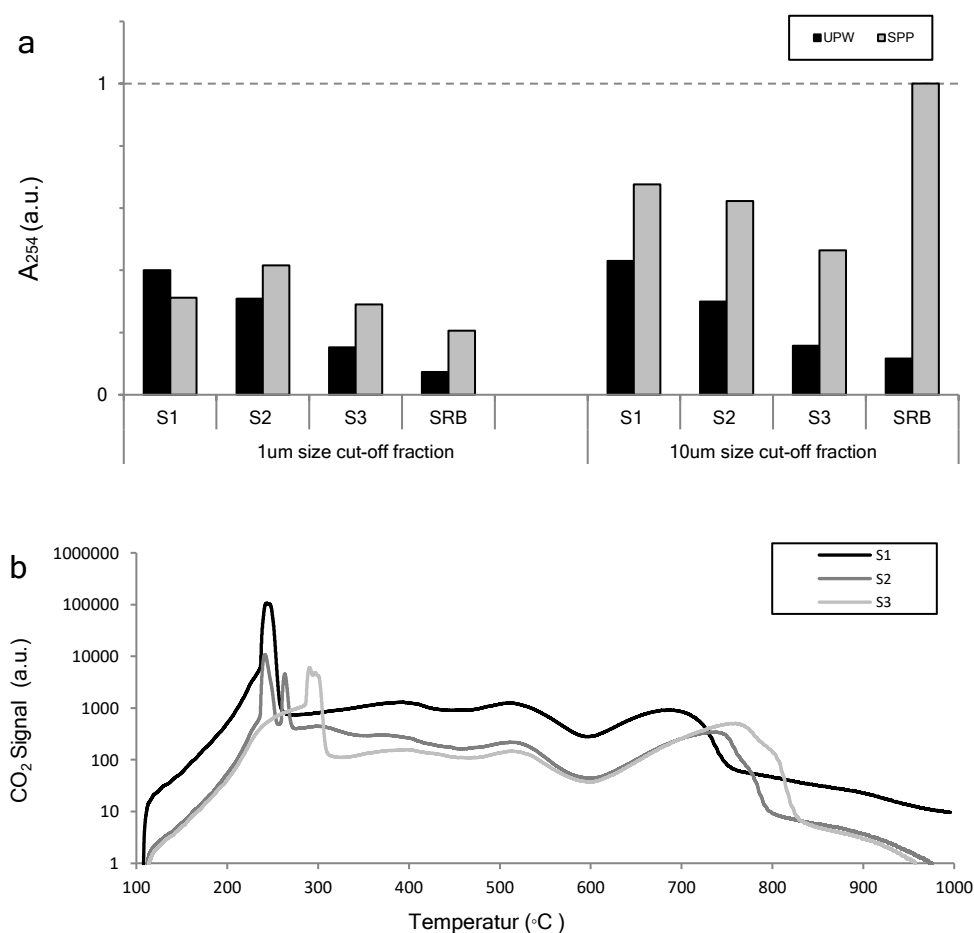 a
UPW SPP
1
A254 (a.u.)
0
S1 S2 S3 SRB S1 S2 S3 SRB
1um size cut-off fraction 10um size cut-off fraction
b
1000000
100000
10000
1000
100
10
1
CO2 Signal (a.u.)
S1
S2
S3
100 200 300 400 500 600 700 800 900 1000
Temperatur (◦C )